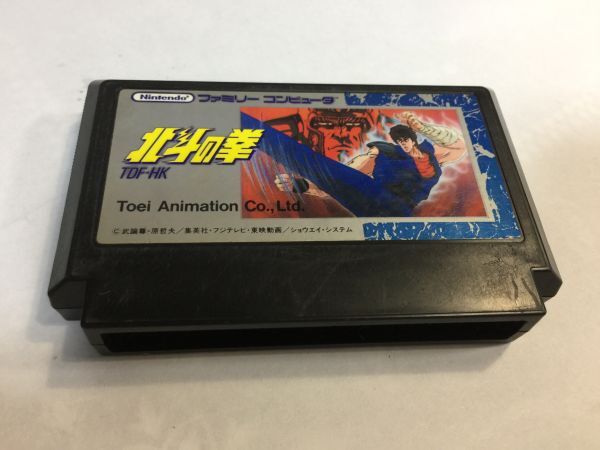 Nintendo ファミリー コンピュータ
北斗の拳
TDF-HK
Toei Animation Co., Ltd.
©武論尊・原哲夫／集英社・フジテレビ・東映動画／ショウエイ・システム